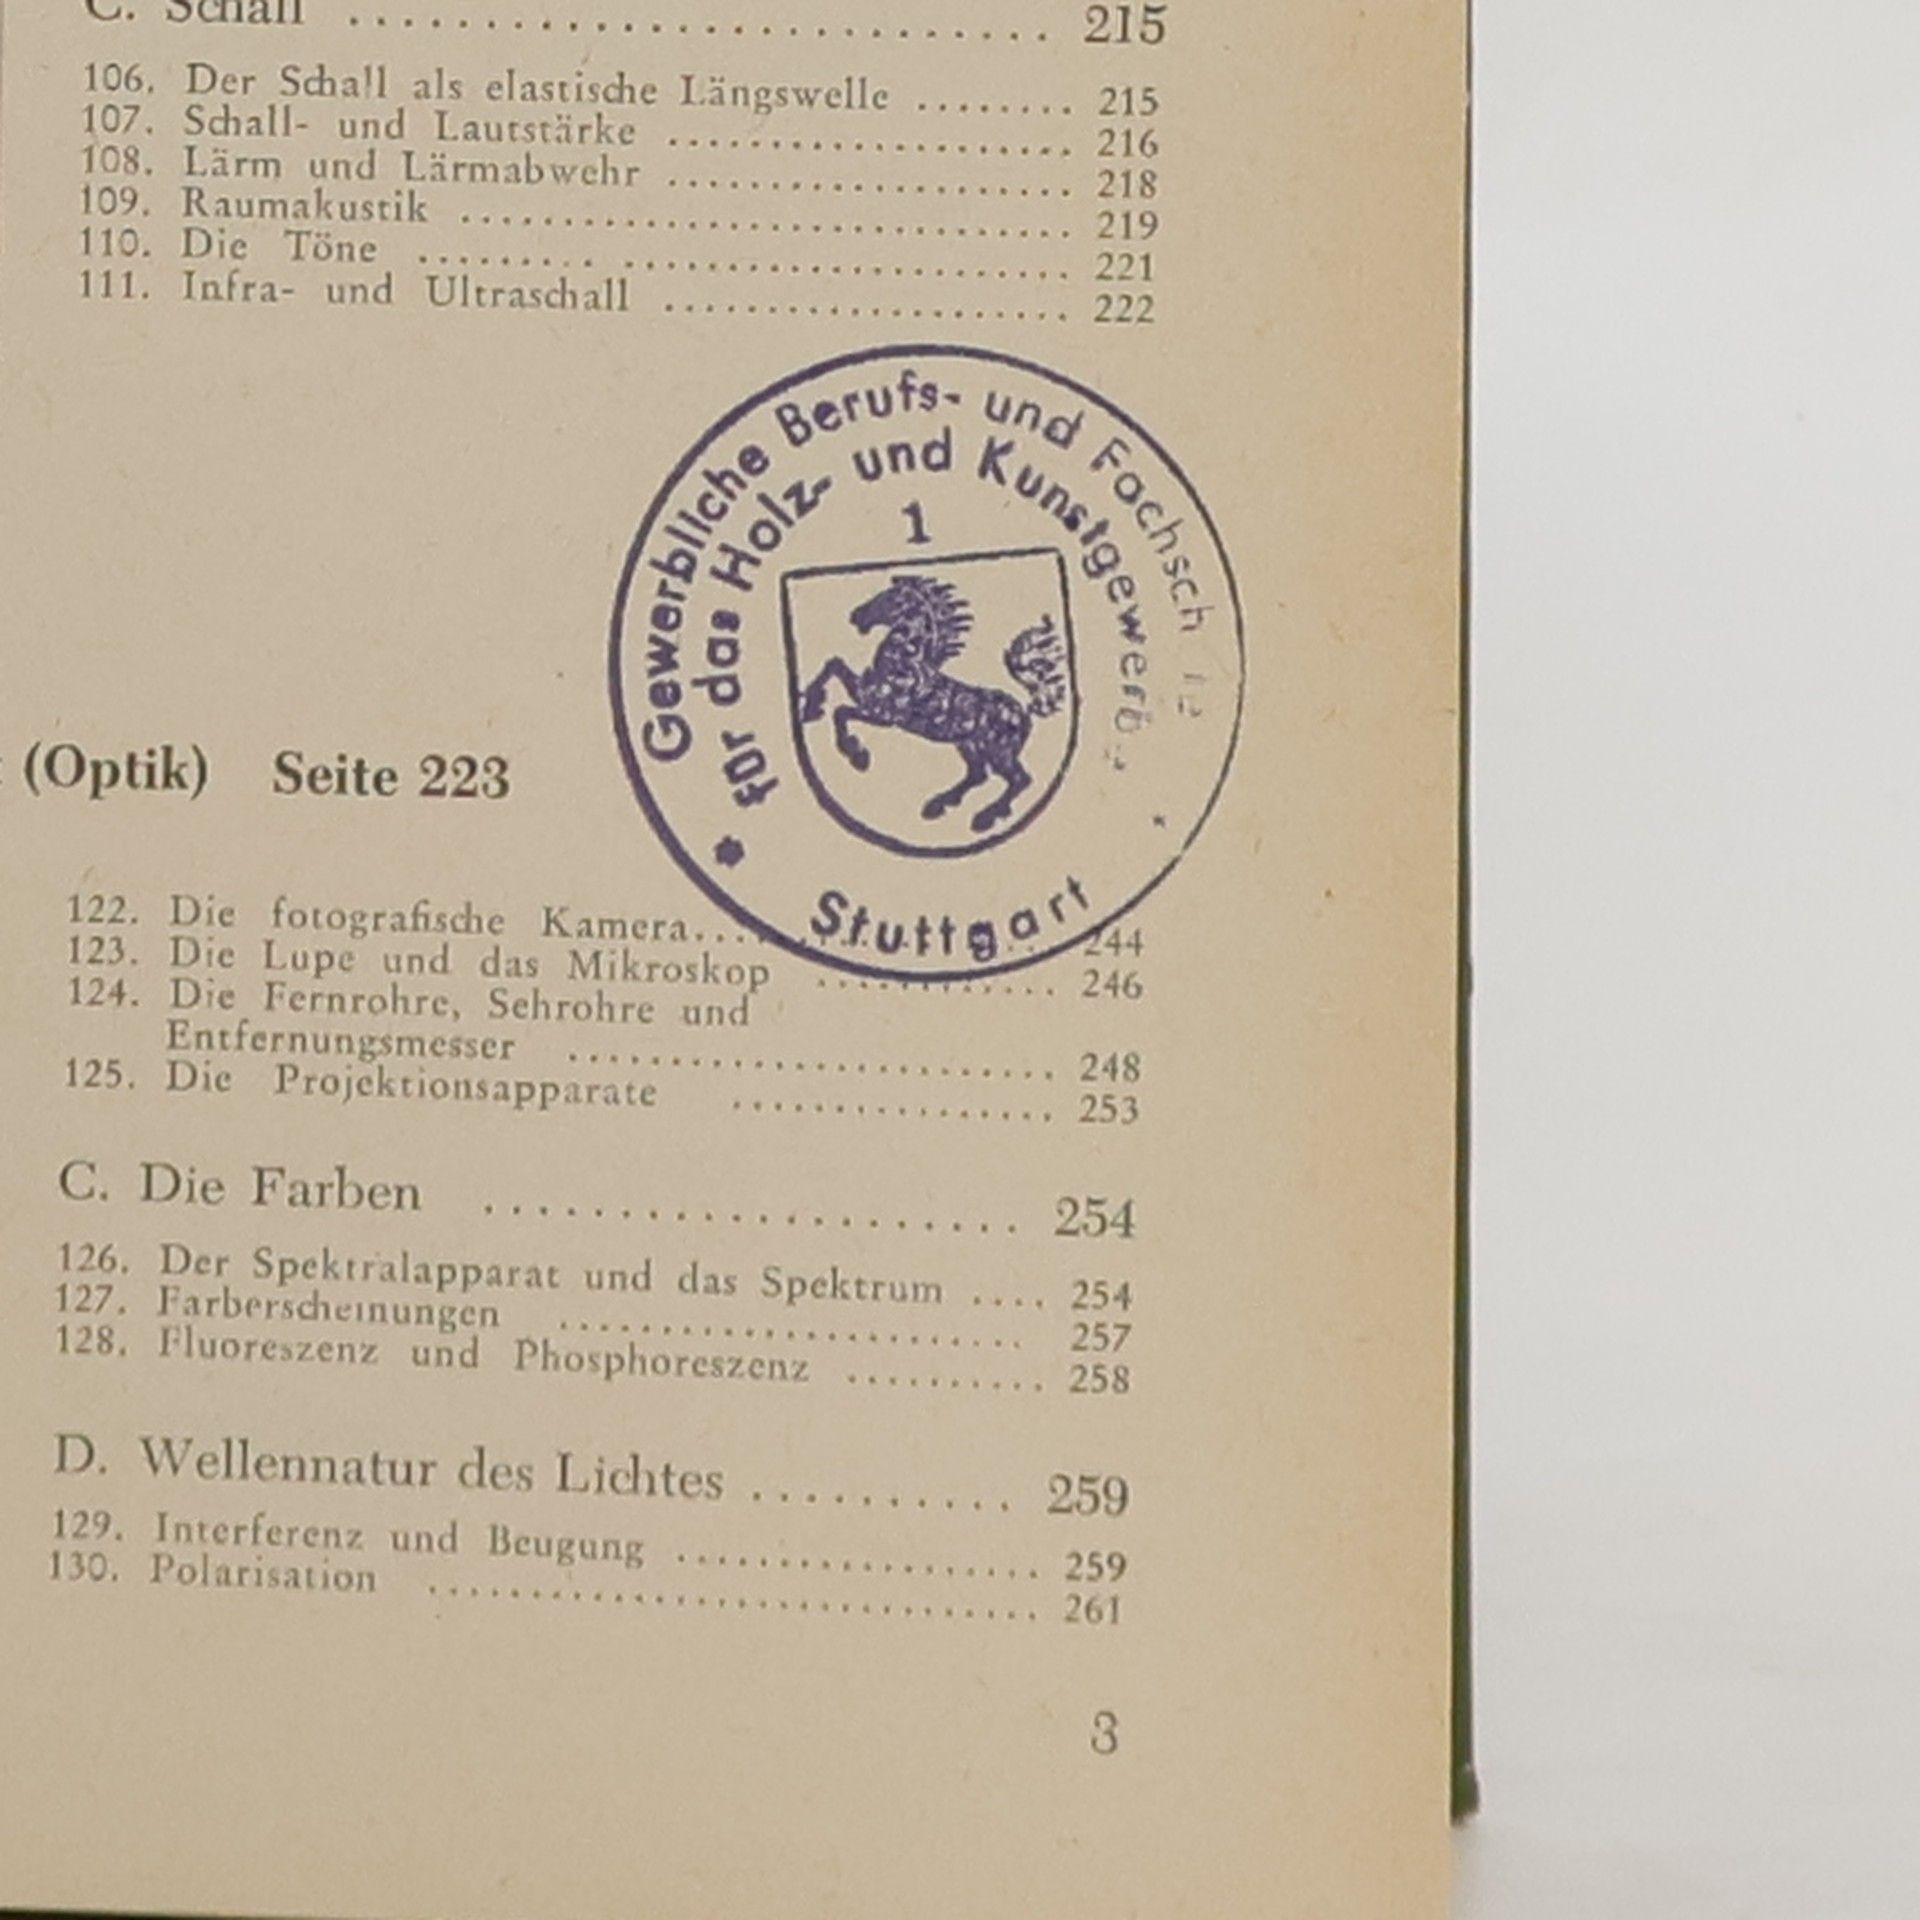 C. Schall .......................... 215
106. Der Schall als elastische Längswelle ........ 215
107. Schall- und Lautstärke .................... 216
108. Lärm und Lärmabwehr .................... 218
109. Raumakustik .............................. 219
110. Die Töne ......... ...................... 221
111. Infra- und Ultraschall .................... 222
Gewerbliche Berufs- und Fachsch
für das Holz- und Kunstgewerb
1
* Stuttgart *
(Optik) Seite 223
122. Die fotografische Kamera.................. 244
123. Die Lupe und das Mikroskop ............ 246
124. Die Fernrohre, Sehrohre und
Entfernungsmesser ........................ 248
125. Die Projektionsapparate ................ 253
C. Die Farben .................... 254
126. Der Spektralapparat und das Spektrum .... 254
127. Farberscheinungen ....................... 257
128. Fluoreszenz und Phosphoreszenz .......... 258
D. Wellennatur des Lichtes .......... 259
129. Interferenz und Beugung .................. 259
130. Polarisation .............................. 261
3